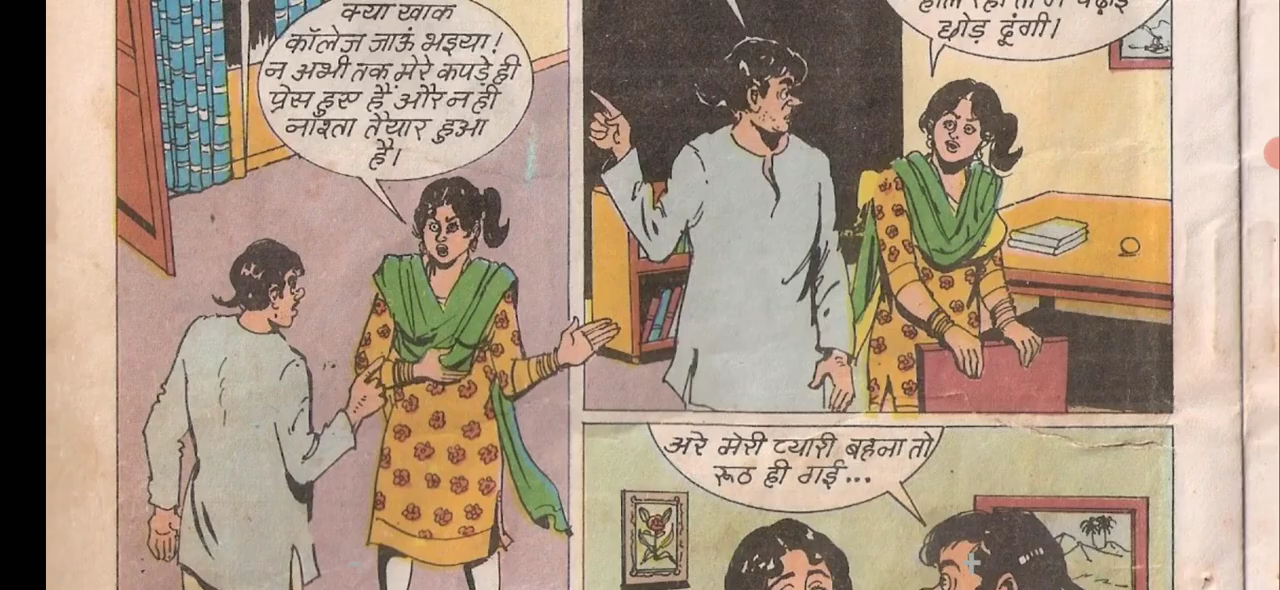 क्या खाक
कॉलेज जाऊं भइया!
न अभी तक मेरे कपड़े ही
प्रेस हुए हैं, और न ही
नाश्ता तैयार हुआ
है।
छोड़ दूंगी।
अरे मेरी प्यारी बहना तो
रूठ ही गई...